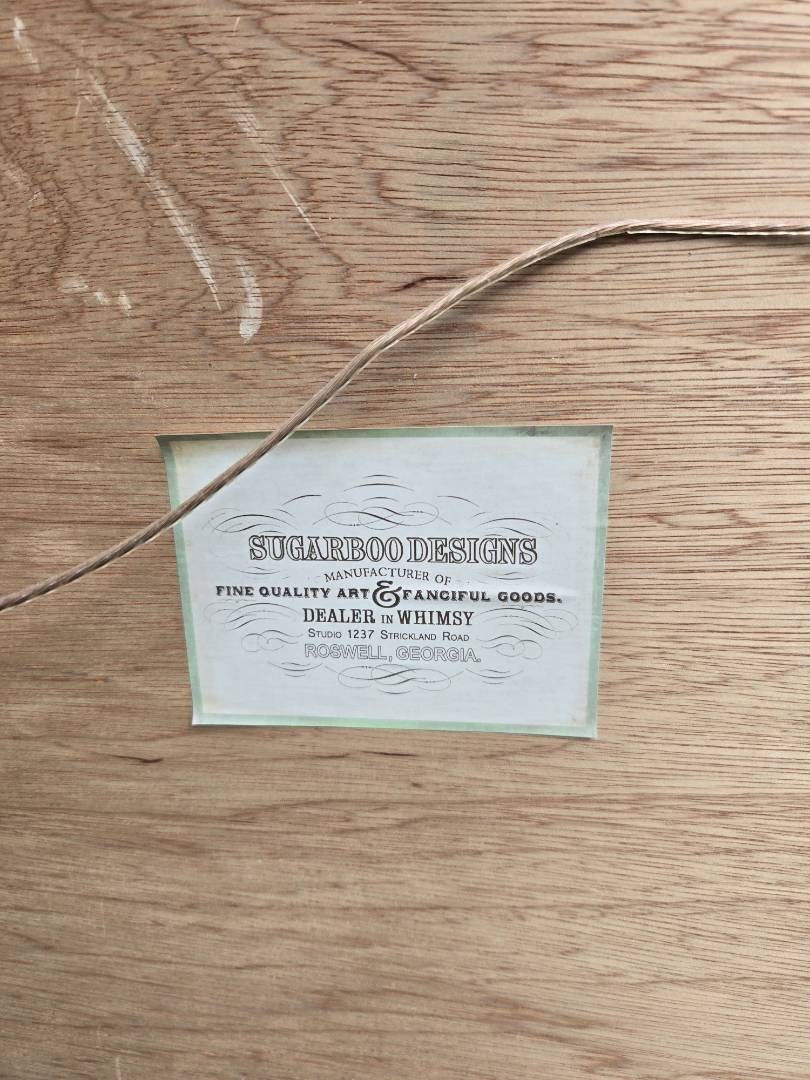 SUGARBOO DESIGNS
MANUFACTURER OF
FINE QUALITY ART & FANCIFUL GOODS.
DEALER IN WHIMSY
STUDIO 1237 STRICKLAND ROAD
ROSWELL, GEORGIA.